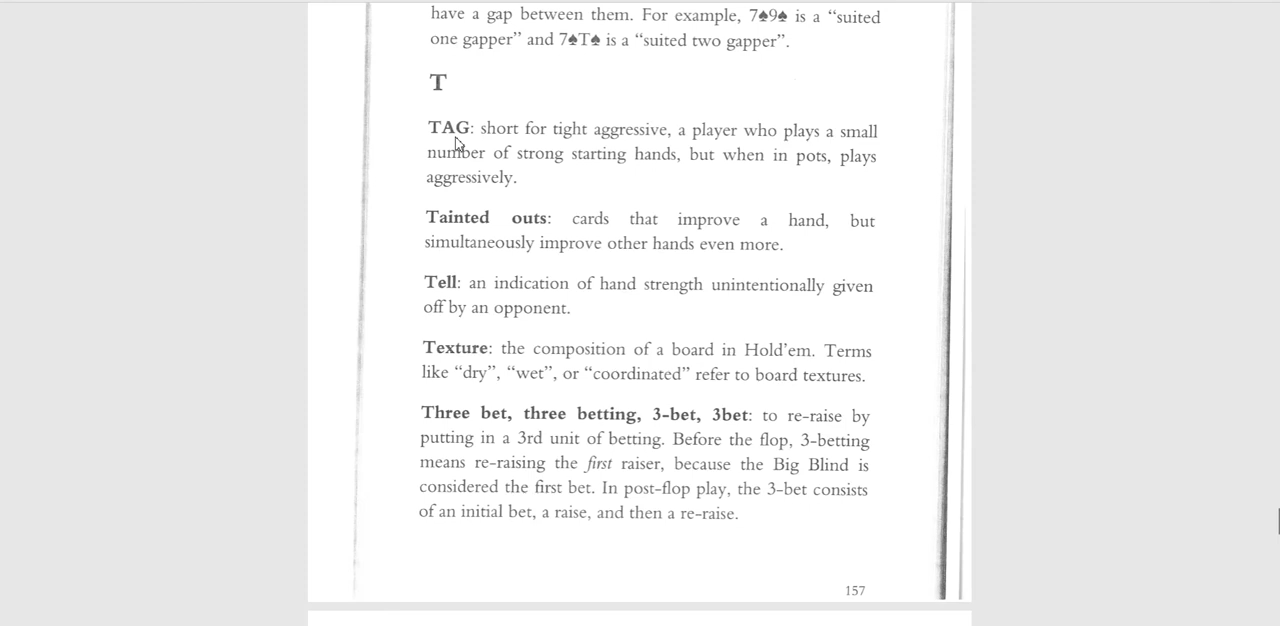 have a gap between them. For example, 7♠9♠ is a “suited
one gapper” and 7♠T♠ is a “suited two gapper”.
T
TAG: short for tight aggressive, a player who plays a small
number of strong starting hands, but when in pots, plays
aggressively.
Tainted outs: cards that improve a hand, but
simultaneously improve other hands even more.
Tell: an indication of hand strength unintentionally given
off by an opponent.
Texture: the composition of a board in Hold’em. Terms
like “dry”, “wet”, or “coordinated” refer to board textures.
Three bet, three betting, 3-bet, 3bet: to re-raise by
putting in a 3rd unit of betting. Before the flop, 3-betting
means re-raising the first raiser, because the Big Blind is
considered the first bet. In post-flop play, the 3-bet consists
of an initial bet, a raise, and then a re-raise.
157